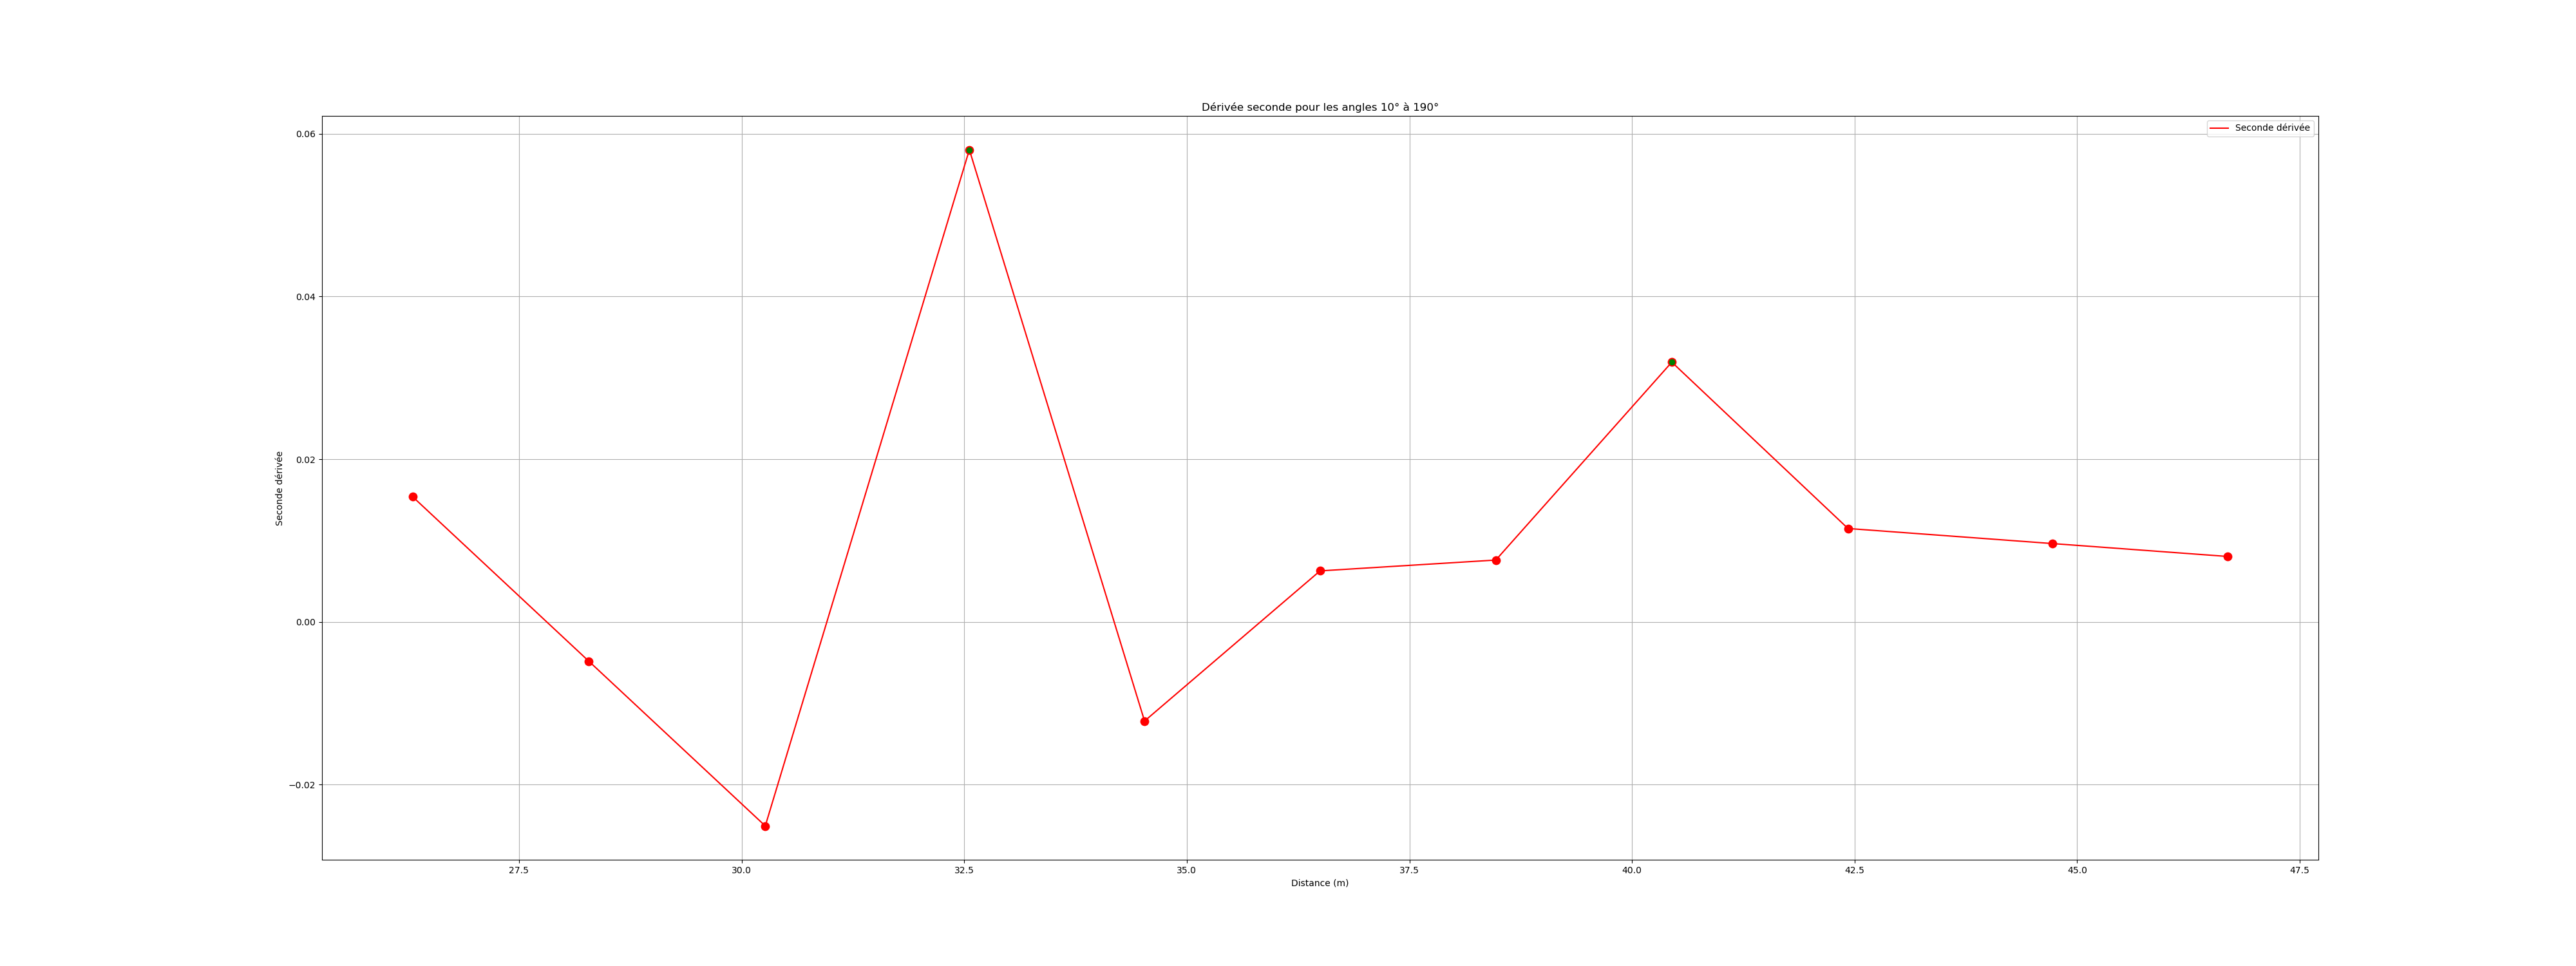 Dérivée seconde pour les angles 10° à 190°
Seconde dérivée
0.06
0.04
0.02
0.00
−0.02
Seconde dérivée
27.5 30.0 32.5 35.0 37.5 40.0 42.5 45.0 47.5
Distance (m)